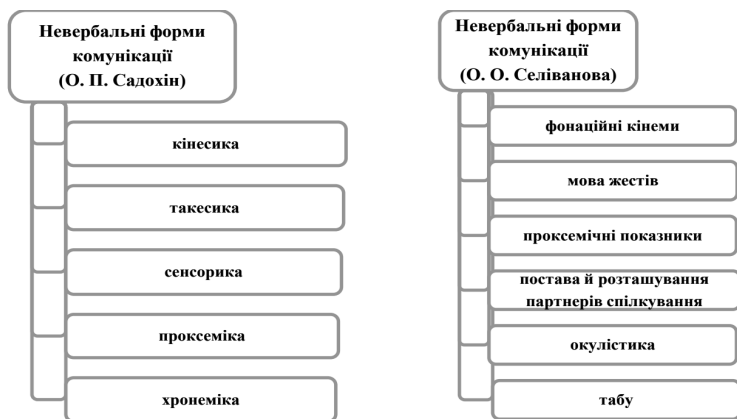 Невербальні форми
комунікації
(О. П. Садохін)
кінесика
такесика
сенсорика
проксеміка
хронеміка
Невербальні форми
комунікації
(О. О. Селіванова)
фонаційні кінеми
мова жестів
проксемічні показники
постава й розташування
партнерів спілкування
окулістика
табу